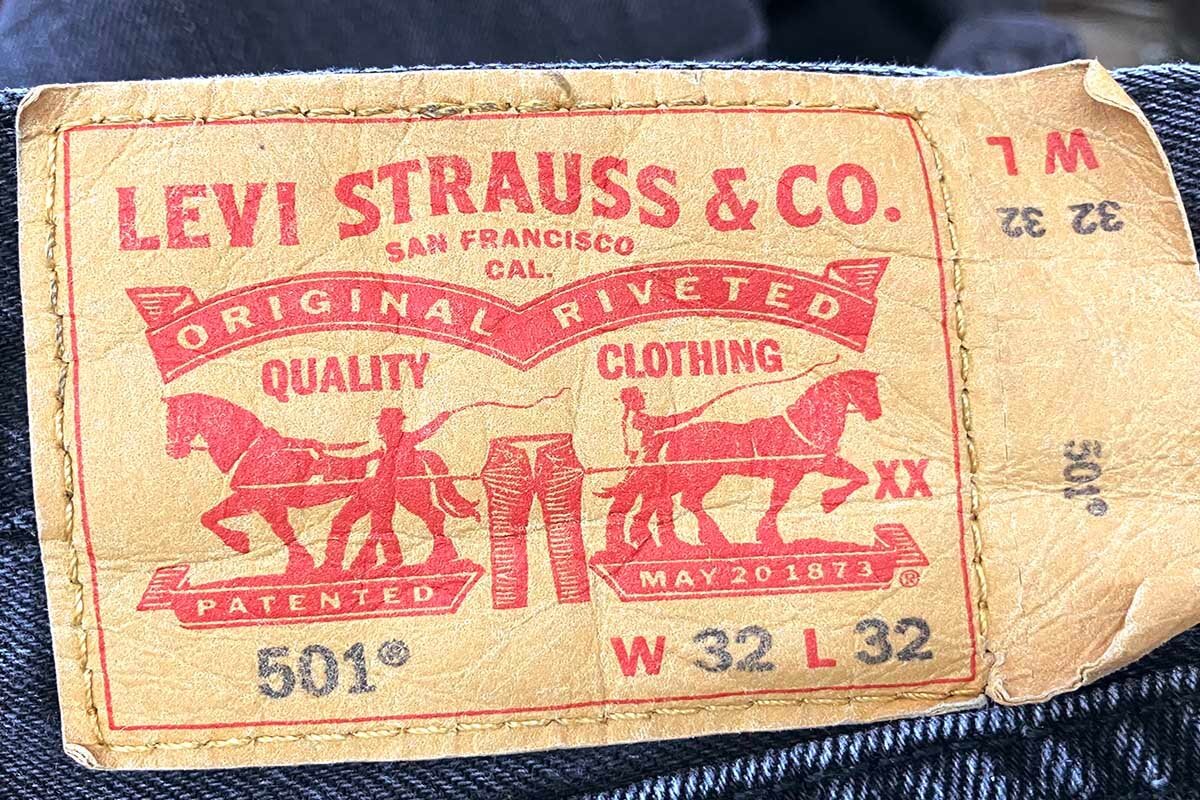 LEVI STRAUSS & CO.
SAN FRANCISCO
CAL.
ORIGINAL RIVETED
QUALITY CLOTHING
XX
PATENTED MAY 20 1873 ®
501® W 32 L 32
W L
32 32
501®